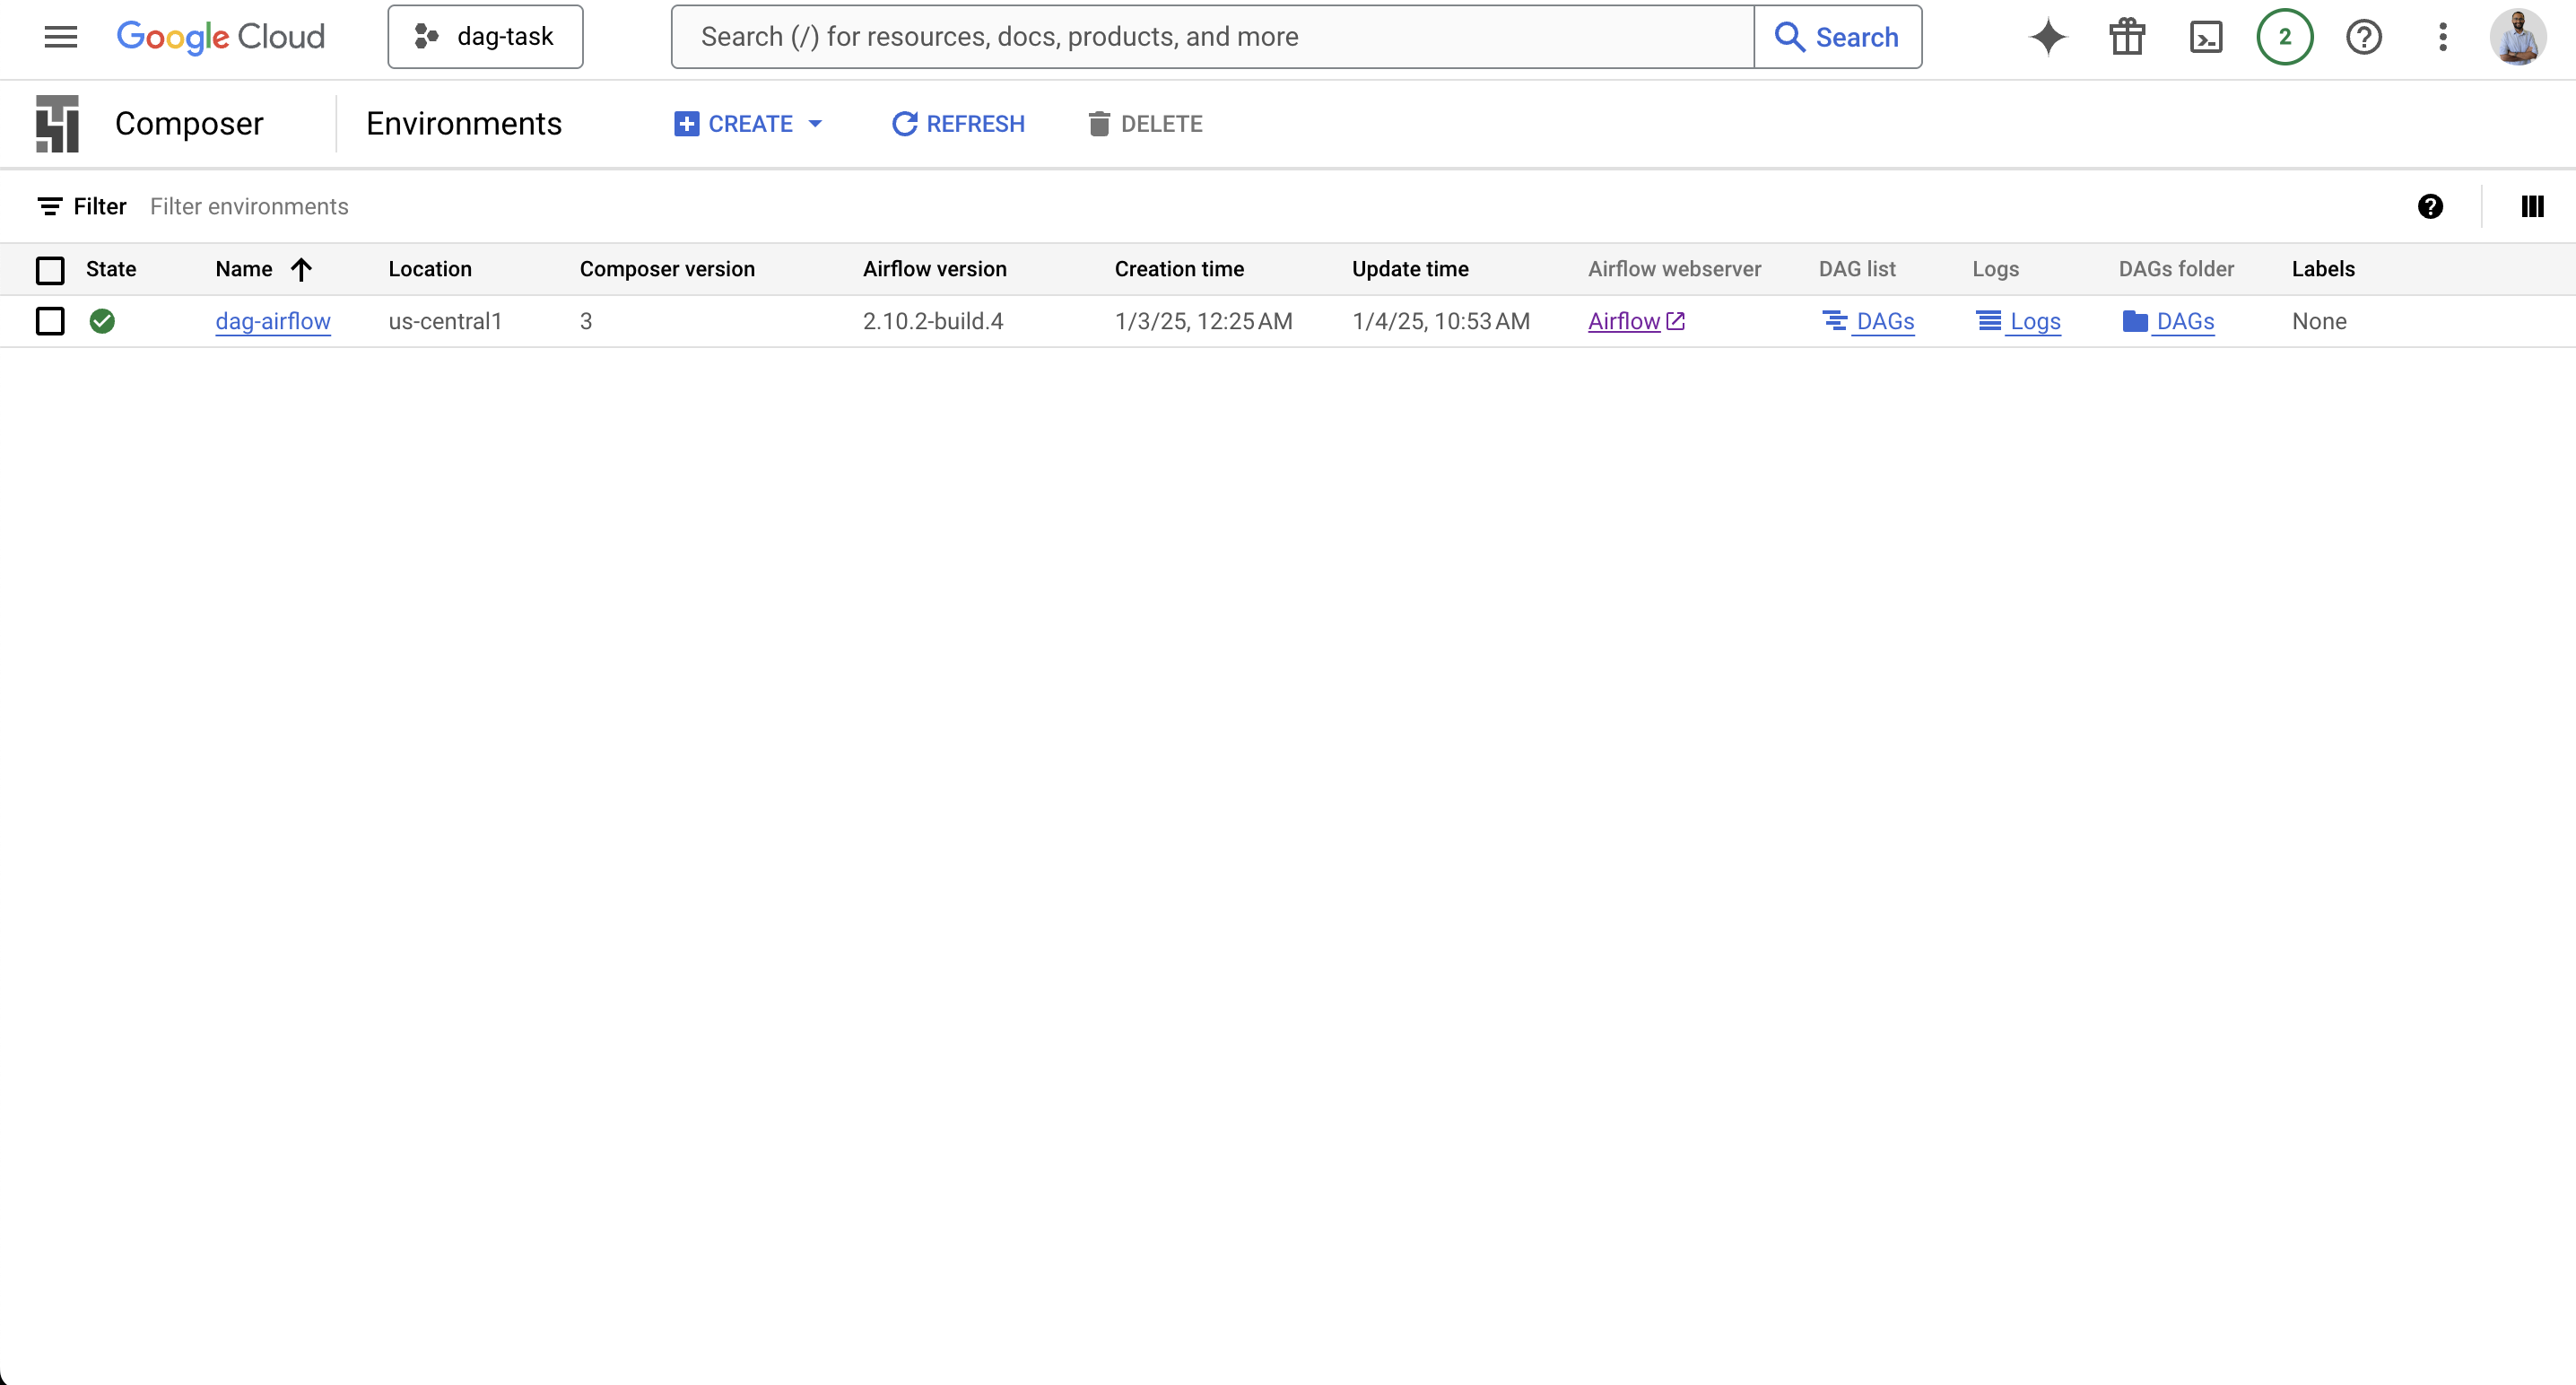 Google Cloud dag-task Search (/) for resources, docs, products, and more Search 2
Composer Environments CREATE REFRESH DELETE
Filter Filter environments
State Name Location Composer version Airflow version Creation time Update time Airflow webserver DAG list Logs DAGs folder Labels
dag-airflow us-central1 3 2.10.2-build.4 1/3/25, 12:25 AM 1/4/25, 10:53 AM Airflow DAGs Logs DAGs None